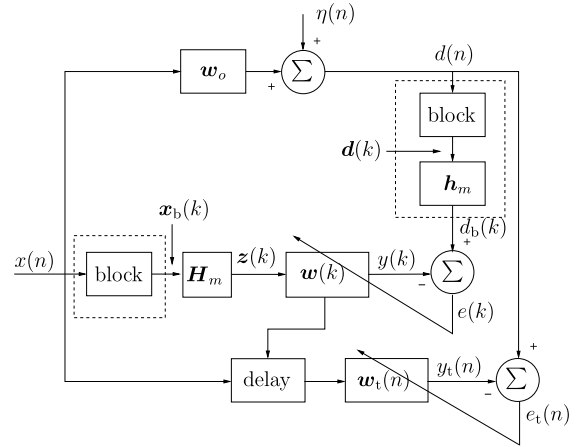 η(n)
+
d(n)
w_o
∑
+
block
d(k)
h_m
x_b(k)
d_b(k)
+
x(n)
z(k)
y(k)
block
H_m
w(k)
∑
−
e(k)
+
y_t(n)
delay
w_t(n)
∑
−
e_t(n)